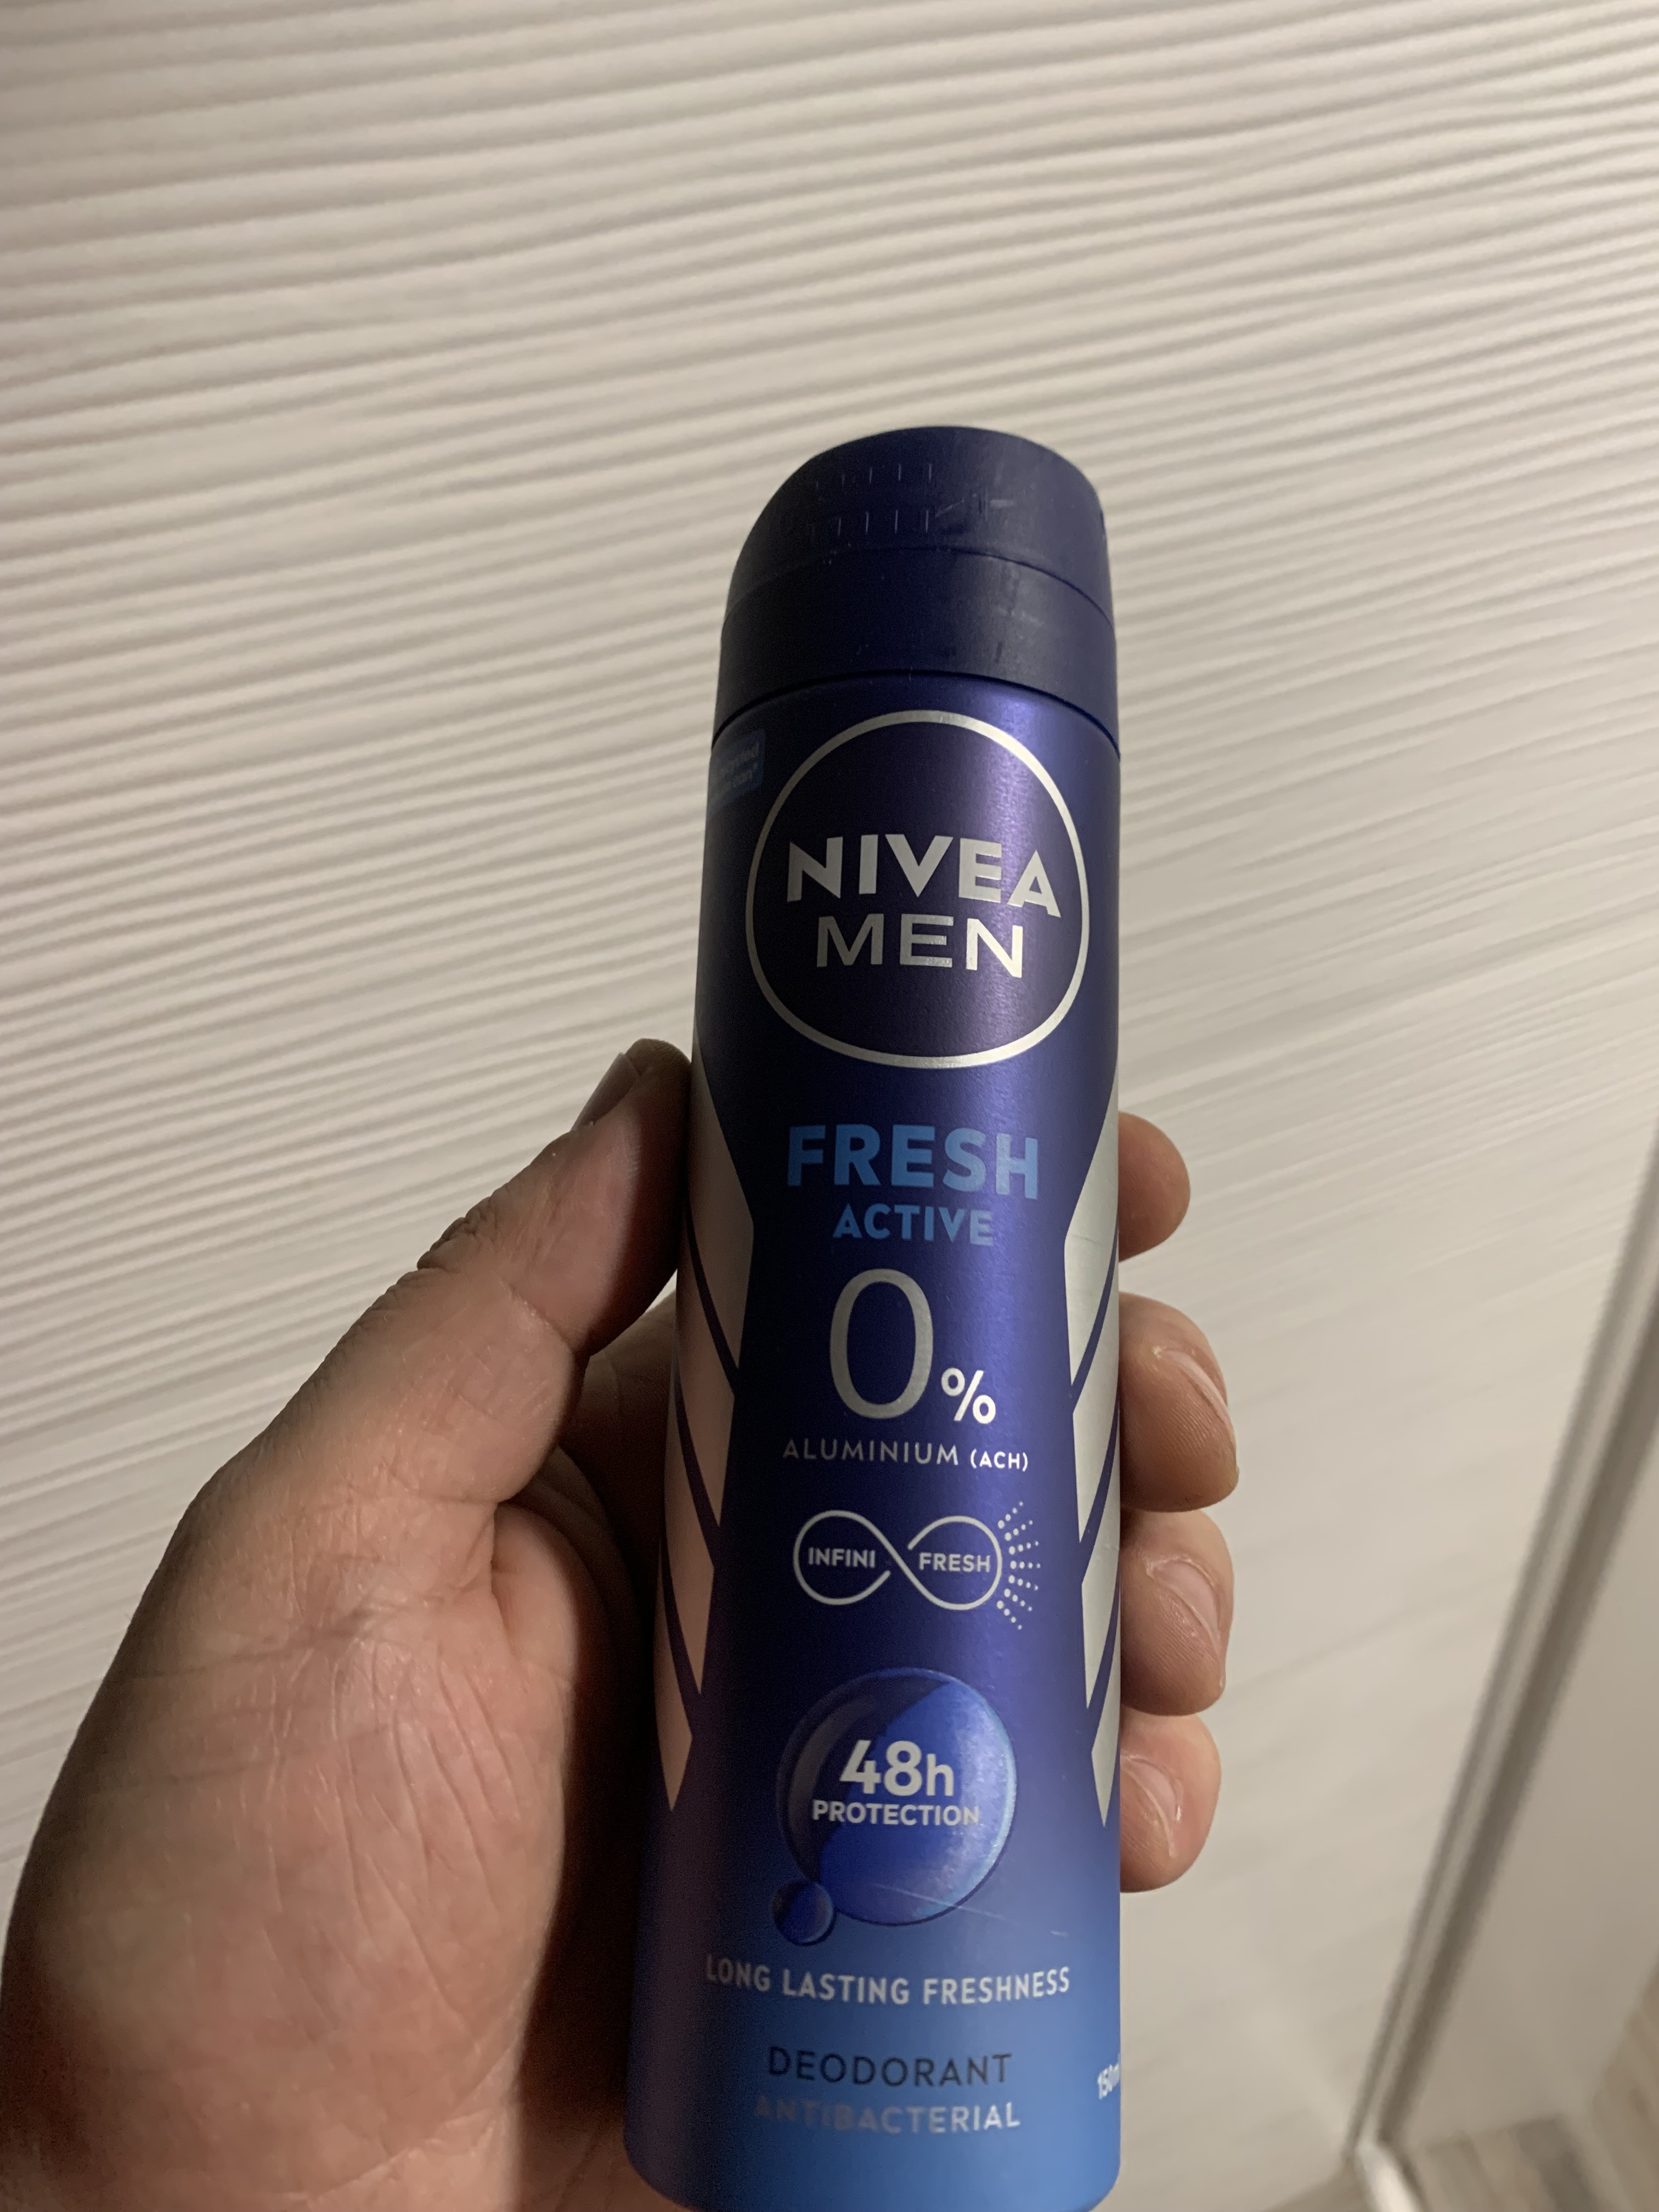 NIVEA
MEN
FRESH
ACTIVE
0%
ALUMINIUM (ACH)
INFINI FRESH
48h
PROTECTION
LONG LASTING FRESHNESS
DEODORANT
ANTIBACTERIAL